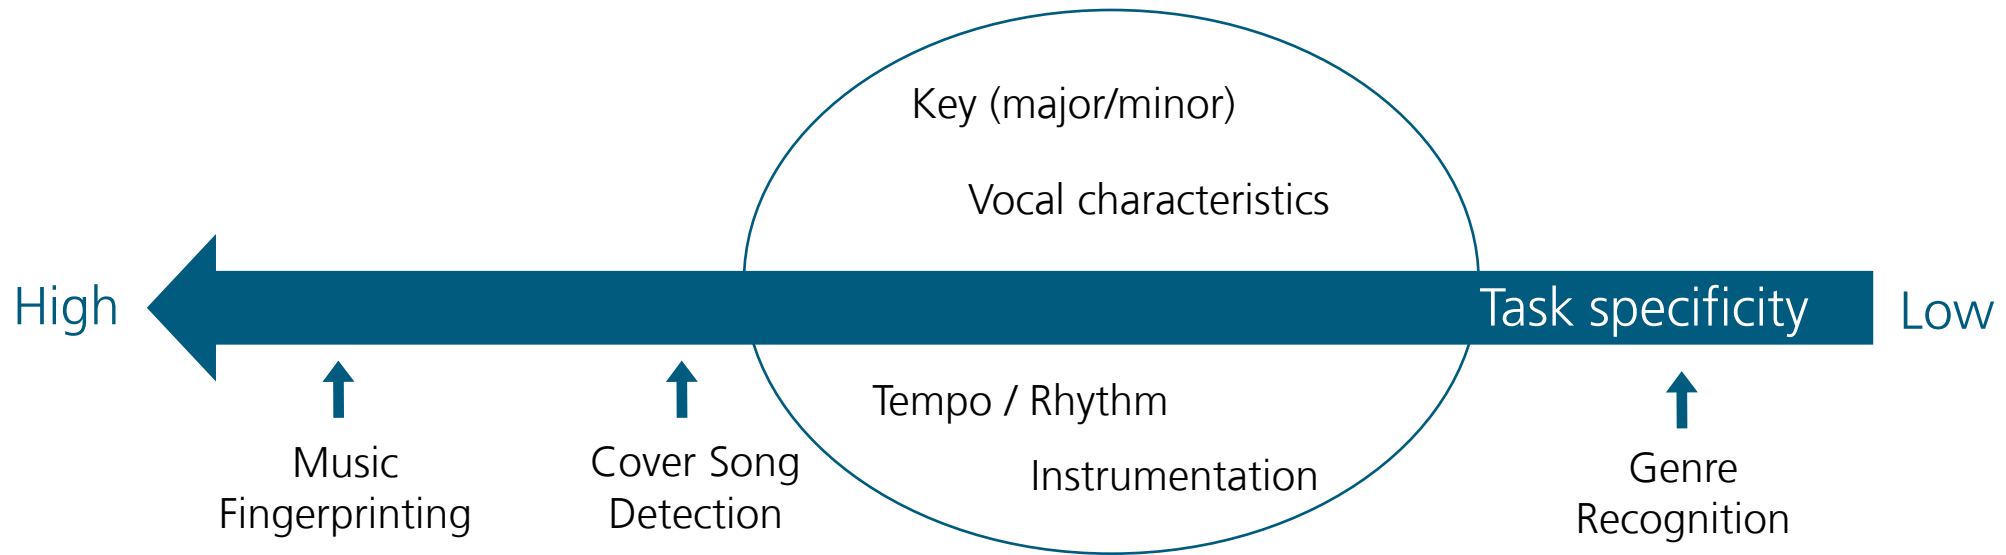 Key (major/minor)
Vocal characteristics
High
Task specificity
Low
Tempo / Rhythm
Music
Fingerprinting
Cover Song
Detection
Instrumentation
Genre
Recognition